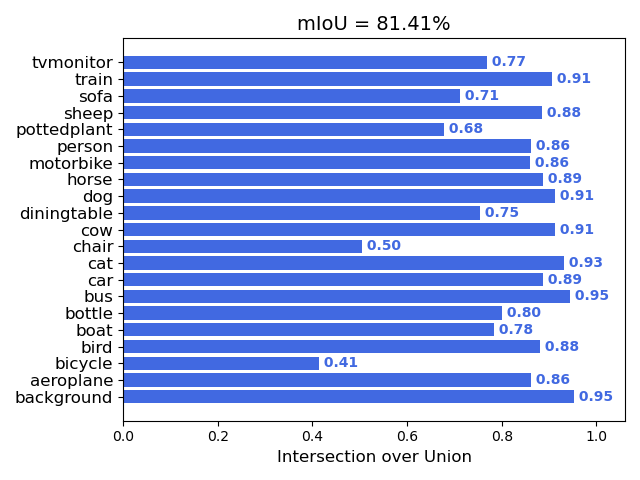 mIoU = 81.41%
tvmonitor 0.77
train 0.91
sofa 0.71
sheep 0.88
pottedplant 0.68
person 0.86
motorbike 0.86
horse 0.89
dog 0.91
diningtable 0.75
cow 0.91
chair 0.50
cat 0.93
car 0.89
bus 0.95
bottle 0.80
boat 0.78
bird 0.88
bicycle 0.41
aeroplane 0.86
background 0.95
0.0 0.2 0.4 0.6 0.8 1.0
Intersection over Union